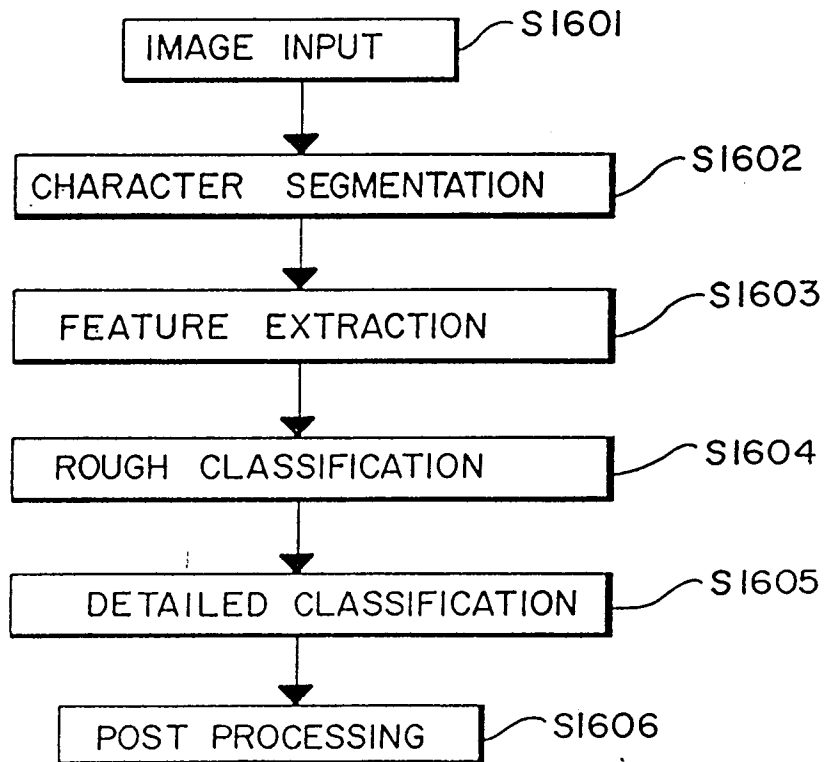 IMAGE INPUT S1601
CHARACTER SEGMENTATION S1602
FEATURE EXTRACTION S1603
ROUGH CLASSIFICATION S1604
DETAILED CLASSIFICATION S1605
POST PROCESSING S1606